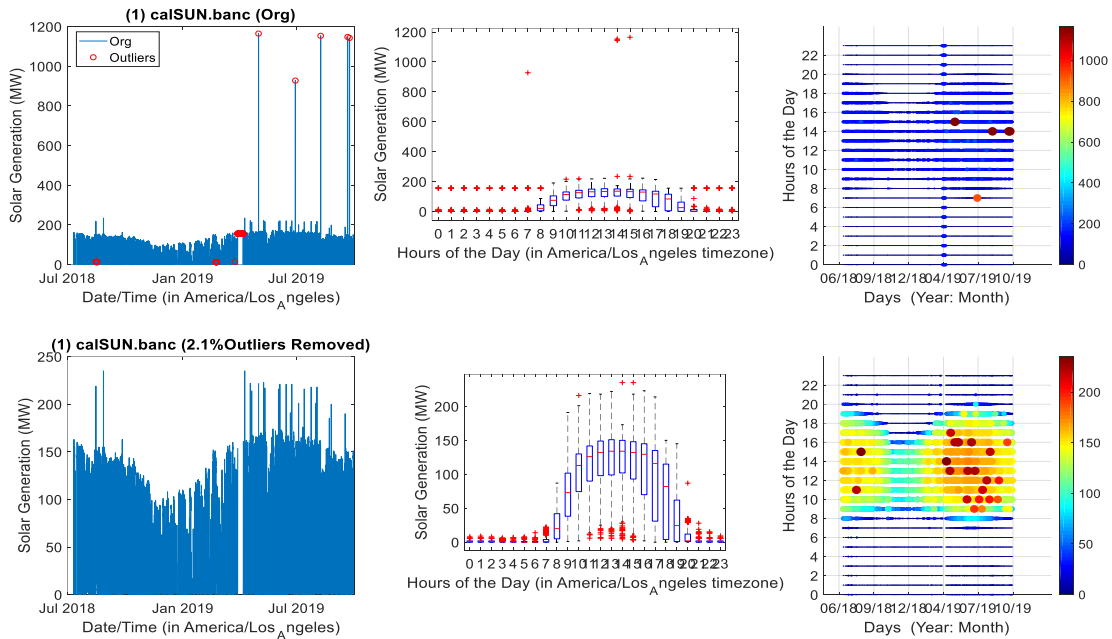 (1) calSUN.banc (Org)
1200
1000
800
600
400
200
0
Solar Generation (MW)
Org
Outliers
Jul 2018
Jan 2019
Jul 2019
Date/Time (in America/Los_Angeles)
1200
1000
800
600
400
200
0
Solar Generation (MW)
0 1 2 3 4 5 6 7 8 9 10 11 12 13 14 15 16 17 18 19 20 21 22 23
Hours of the Day (in America/Los_Angeles timezone)
22
20
18
16
14
12
10
8
6
4
2
0
Hours of the Day
06/18 09/18 12/18 04/19 07/19 10/19
Days (Year: Month)
1000
800
600
400
200
0
(1) calSUN.banc (2.1%Outliers Removed)
250
200
150
100
50
0
Solar Generation (MW)
Jul 2018
Jan 2019
Jul 2019
Date/Time (in America/Los_Angeles)
200
150
100
50
0
Solar Generation (MW)
0 1 2 3 4 5 6 7 8 9 10 11 12 13 14 15 16 17 18 19 20 21 22 23
Hours of the Day (in America/Los_Angeles timezone)
22
20
18
16
14
12
10
8
6
4
2
0
Hours of the Day
06/18 09/18 12/18 04/19 07/19 10/19
Days (Year: Month)
200
150
100
50
0